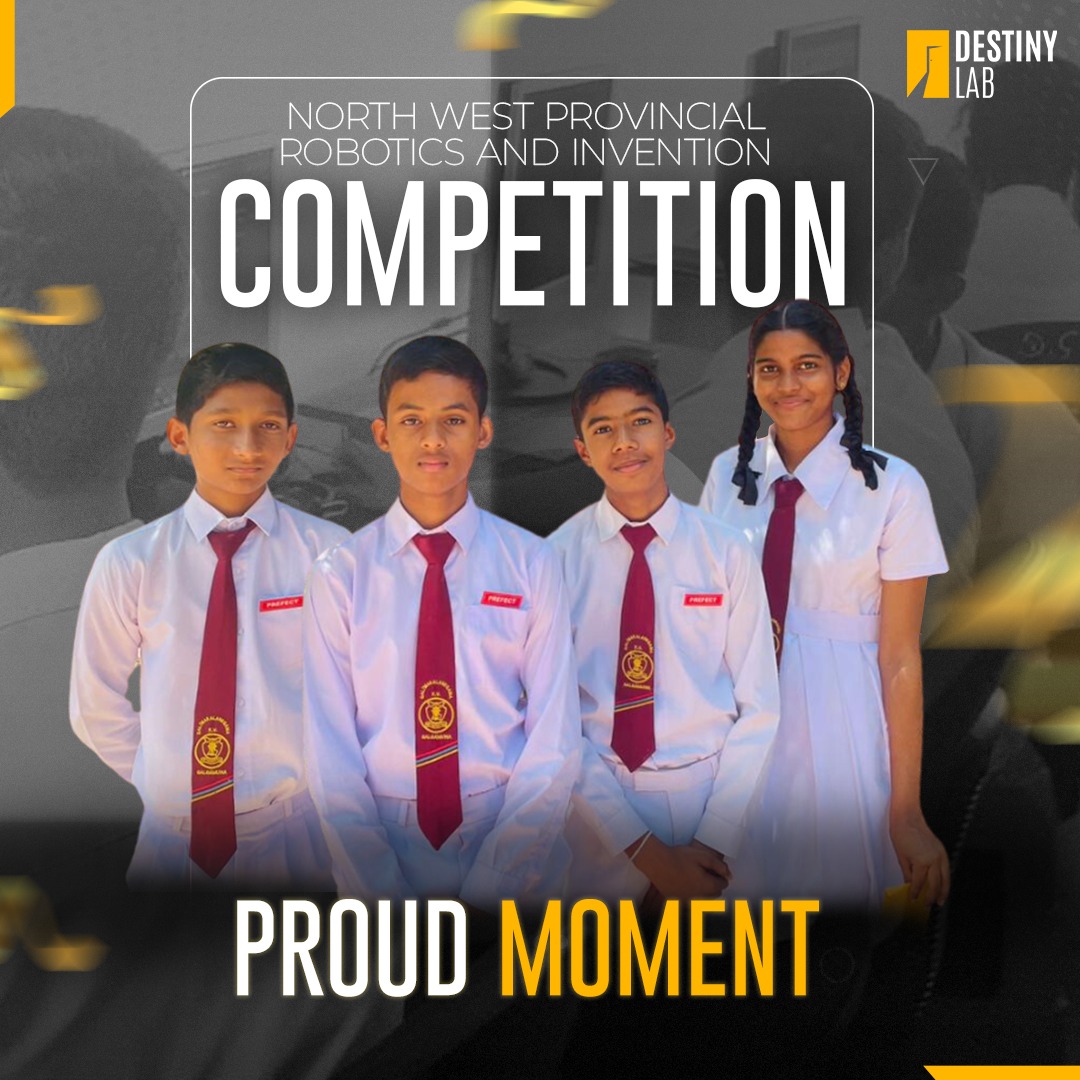 DESTINY
LAB
NORTH WEST PROVINCIAL
ROBOTICS AND INVENTION
COMPETITION
PREFECT
PREFECT
PREFECT
PROUD MOMENT